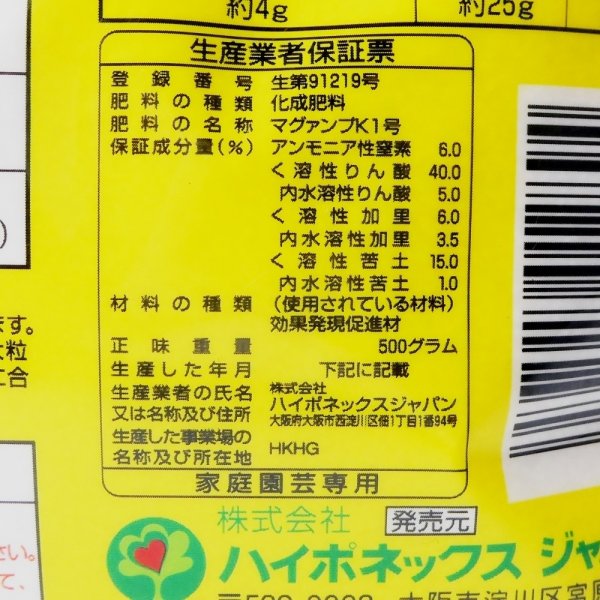 約4g
約25g
生産業者保証票
登録番号 生第91219号
肥料の種類 化成肥料
肥料の名称 マグァンプK1号
保証成分量(%) アンモニア性窒素 6.0
く溶性りん酸 40.0
内水溶性りん酸 5.0
く溶性加里 6.0
内水溶性加里 3.5
く溶性苦土 15.0
内水溶性苦土 1.0
材料の種類 (使用されている材料)
効果発現促進材
正味重量 500グラム
生産した年月 下記に記載
生産業者の氏名 株式会社
又は名称及び住所 ハイポネックスジャパン
大阪府大阪市西淀川区佃1丁目1番94号
生産した事業場の
名称及び所在地 HKHG
家庭園芸専用
)
ます。
大粒
に合
さい。
て、
株式会社 発売元
ハイポネックス ジャ